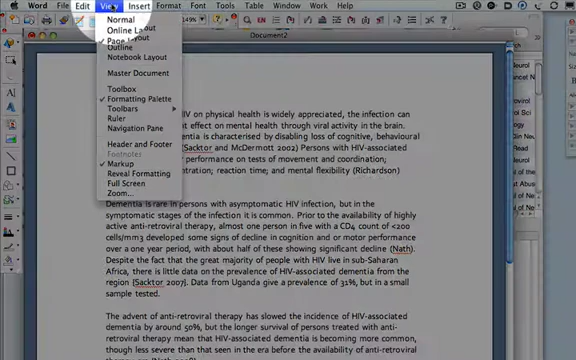 Word File Edit View Insert Format Font Tools Table Window Work Help
149%
Document2
Normal
Online La
Page Layout
Outline
Notebook Layout
Master Document
Toolbox
Formatting Palette
Toolbars
Ruler
Navigation Pane
Header and Footer
Footnotes
Markup
Reveal Formatting
Full Screen
Zoom...
HIV on physical health is widely appreciated, the infection can
effect on mental health through viral activity in the brain.
entia is characterised by disabling loss of cognitive, behavioural
(Sacktor and McDermott 2002) Persons with HIV-associated
performance on tests of movement and coordination;
ntration; reaction time; and mental flexibility (Richardson)
Dementia is rare in persons with asymptomatic HIV infection, but in the
symptomatic stages of the infection it is common. Prior to the availability of highly
active anti-retroviral therapy, almost one person in five with a CD4 count of <200
cells/mm3 developed some signs of decline in cognition and/or motor performance
over a one year period, with about half of these showing significant decline (Nath).
Despite the fact that the great majority of people with HIV live in sub-Saharan
Africa, there is little data on the prevalence of HIV-associated dementia from the
region [Sacktor 2007]. Data from Uganda give a prevalence of 31%, but in a small
sample tested.
The advent of anti-retroviral therapy has slowed the incidence of HIV-associated
dementia by around 50%, but the longer survival of persons treated with anti-
retroviral therapy mean that HIV-associated dementia is becoming more common,
though less severe than that seen in the era before the availability of anti-retroviral